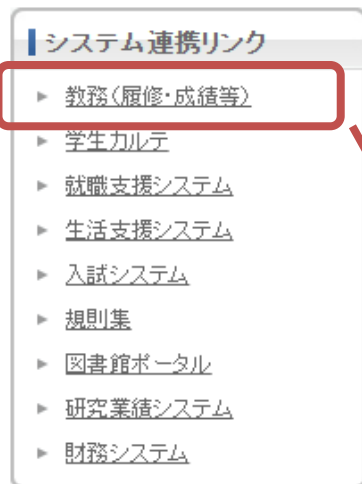 システム連携リンク
教務(履修・成績等)
学生カルテ
就職支援システム
生活支援システム
入試システム
規則集
図書館ポータル
研究業績システム
財務システム